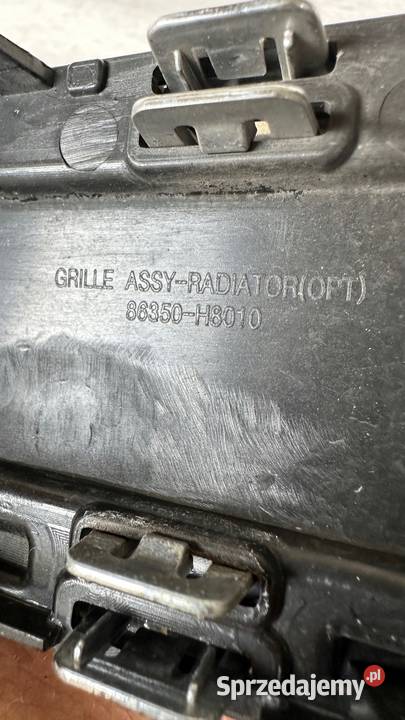 GRILLE ASSY-RADIATOR(OPT)
86350-H8010
Sprzedajemy.pl